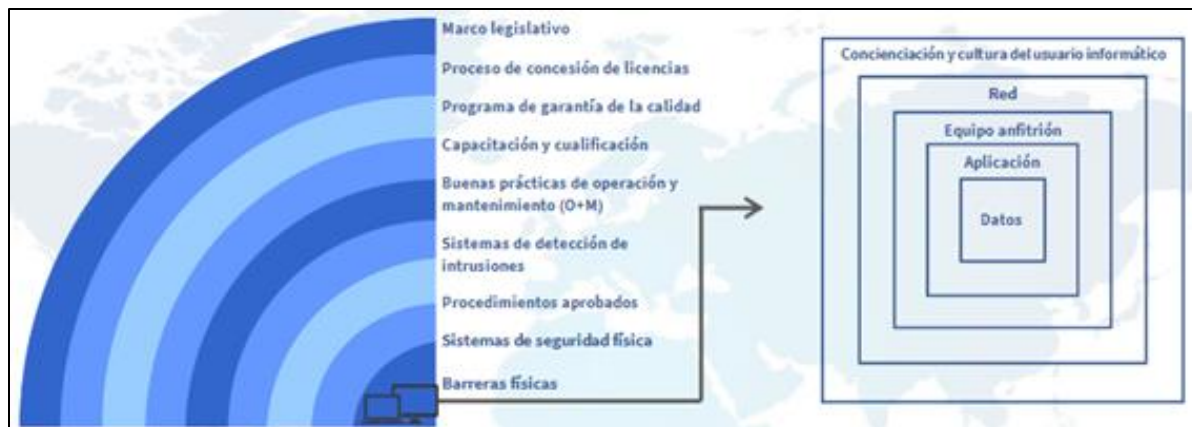 Marco legislativo
Proceso de concesión de licencias
Programa de garantía de la calidad
Capacitación y cualificación
Buenas prácticas de operación y
mantenimiento (O+M)
Sistemas de detección de
intrusiones
Procedimientos aprobados
Sistemas de seguridad física
Barreras físicas
Concienciación y cultura del usuario informático
Red
Equipo anfitrión
Aplicación
Datos